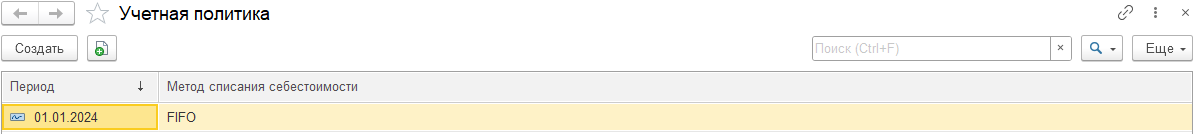 Учетная политика
Создать
Поиск (Ctrl+F)
Еще
Период Метод списания себестоимости
01.01.2024 FIFO